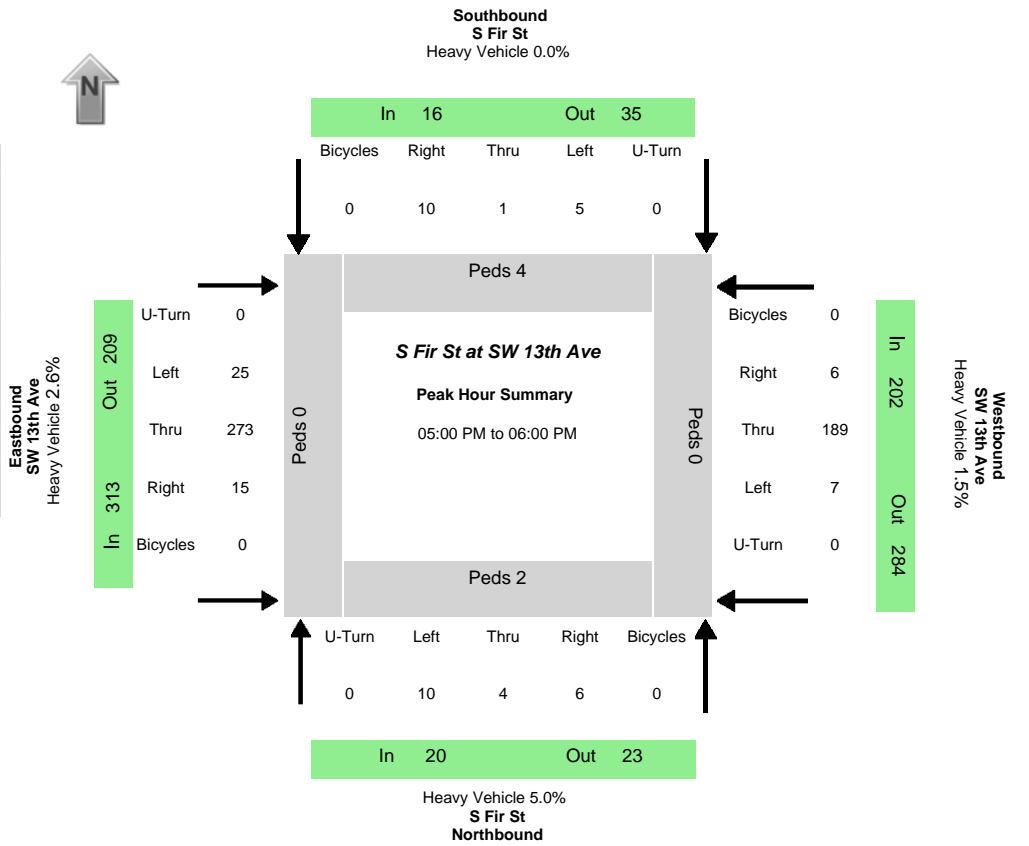 Southbound
S Fir St
Heavy Vehicle 0.0%
N
In 16 Out 35
Bicycles Right Thru Left U-Turn
0 10 1 5 0
Peds 4
Eastbound
SW 13th Ave
Heavy Vehicle 2.6%
Out 209
In 313
U-Turn 0
Left 25
Thru 273
Right 15
Bicycles 0
Peds 0
S Fir St at SW 13th Ave
Peak Hour Summary
05:00 PM to 06:00 PM
Peds 0
Bicycles 0
Right 6
Thru 189
Left 7
U-Turn 0
In 202
Out 284
Westbound
SW 13th Ave
Heavy Vehicle 1.5%
Peds 2
U-Turn Left Thru Right Bicycles
0 10 4 6 0
In 20 Out 23
Heavy Vehicle 5.0%
S Fir St
Northbound